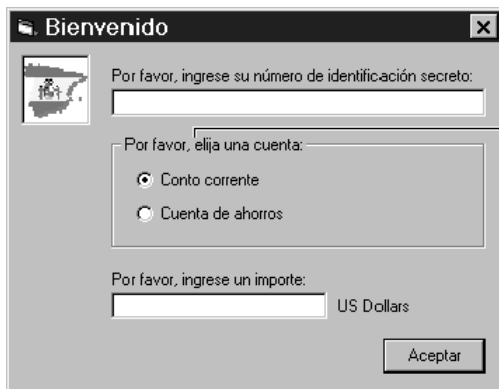 Bienvenido
Por favor, ingrese su número de identificación secreto:
Por favor, elija una cuenta:
Conto corrente
Cuenta de ahorros
Por favor, ingrese un importe:
US Dollars
Aceptar